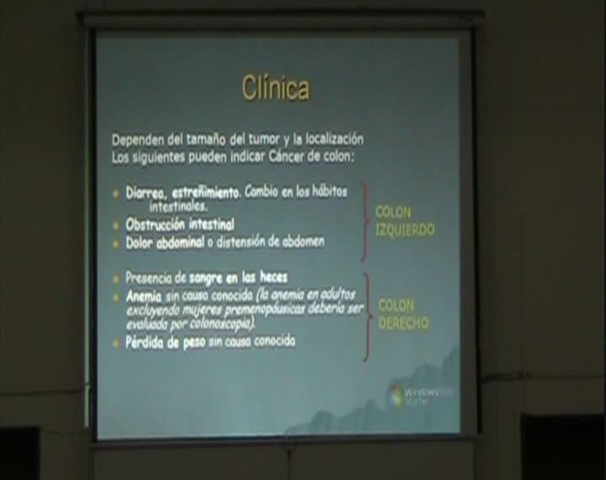 Clínica
Dependen del tamaño del tumor y la localización
Los siguientes pueden indicar Cáncer de colon:
Diarrea, estreñimiento. Cambio en los hábitos
intestinales.
Obstrucción intestinal
Dolor abdominal o distensión de abdomen
COLON
IZQUIERDO
Presencia de sangre en las heces
Anemia sin causa conocida (la anemia en adultos
excluyendo mujeres premenopáusicas debería ser
evaluada por colonoscopia).
Pérdida de peso sin causa conocida
COLON
DERECHO